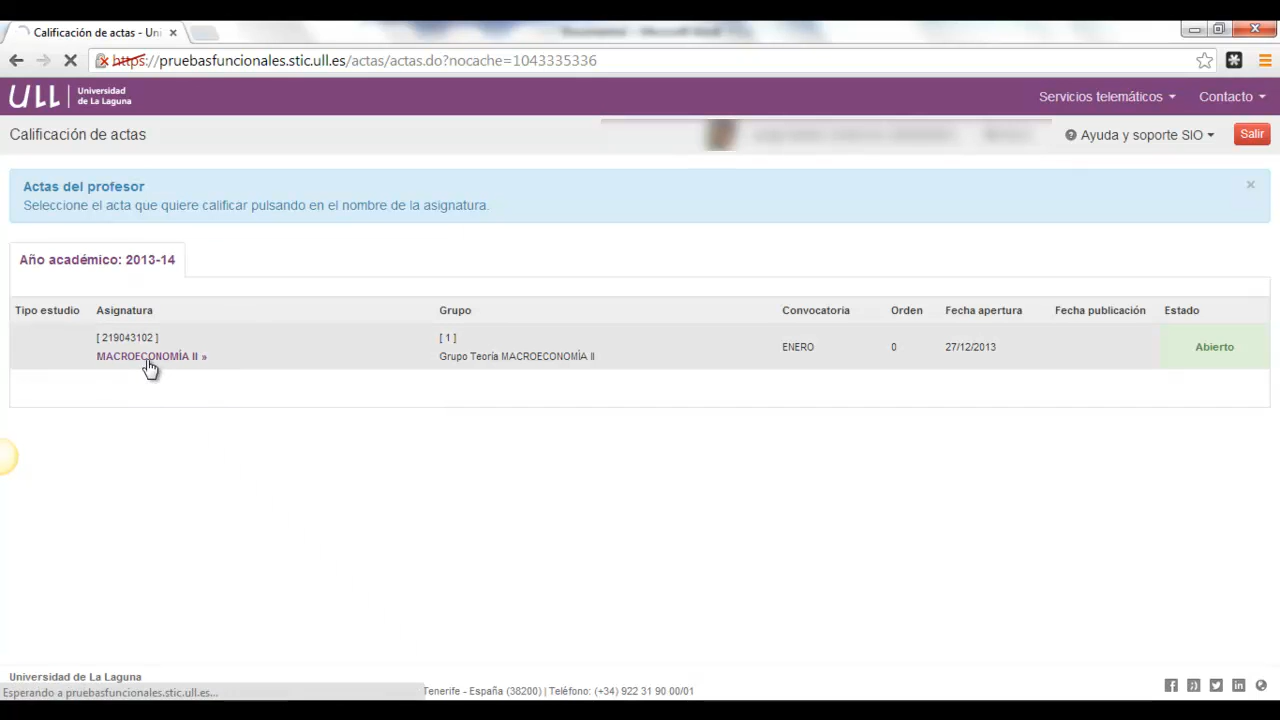 Calificación de actas - Uni
https://pruebasfuncionales.stic.ull.es/actas/actas.do?nocache=1043335336
ULL Universidad
de La Laguna
Servicios telemáticos Contacto
Calificación de actas
Ayuda y soporte SIO Salir
Actas del profesor
Seleccione el acta que quiere calificar pulsando en el nombre de la asignatura.
Año académico: 2013-14
Tipo estudio Asignatura Grupo Convocatoria Orden Fecha apertura Fecha publicación Estado
[ 219043102 ] [ 1 ]
MACROECONOMÍA II » Grupo Teoría MACROECONOMÌA II
ENERO 0 27/12/2013 Abierto
Universidad de La Laguna
Esperando a pruebasfuncionales.stic.ull.es... Tenerife - España (38200) | Teléfono: (+34) 922 31 90 00/01